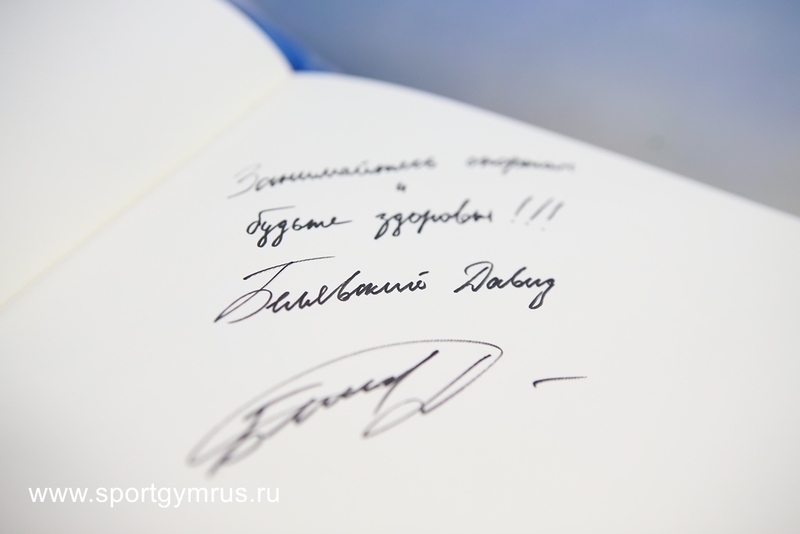 Занимайтесь спортом
и
будьте здоровы!!!
Белявский Давид
www.sportgymrus.ru